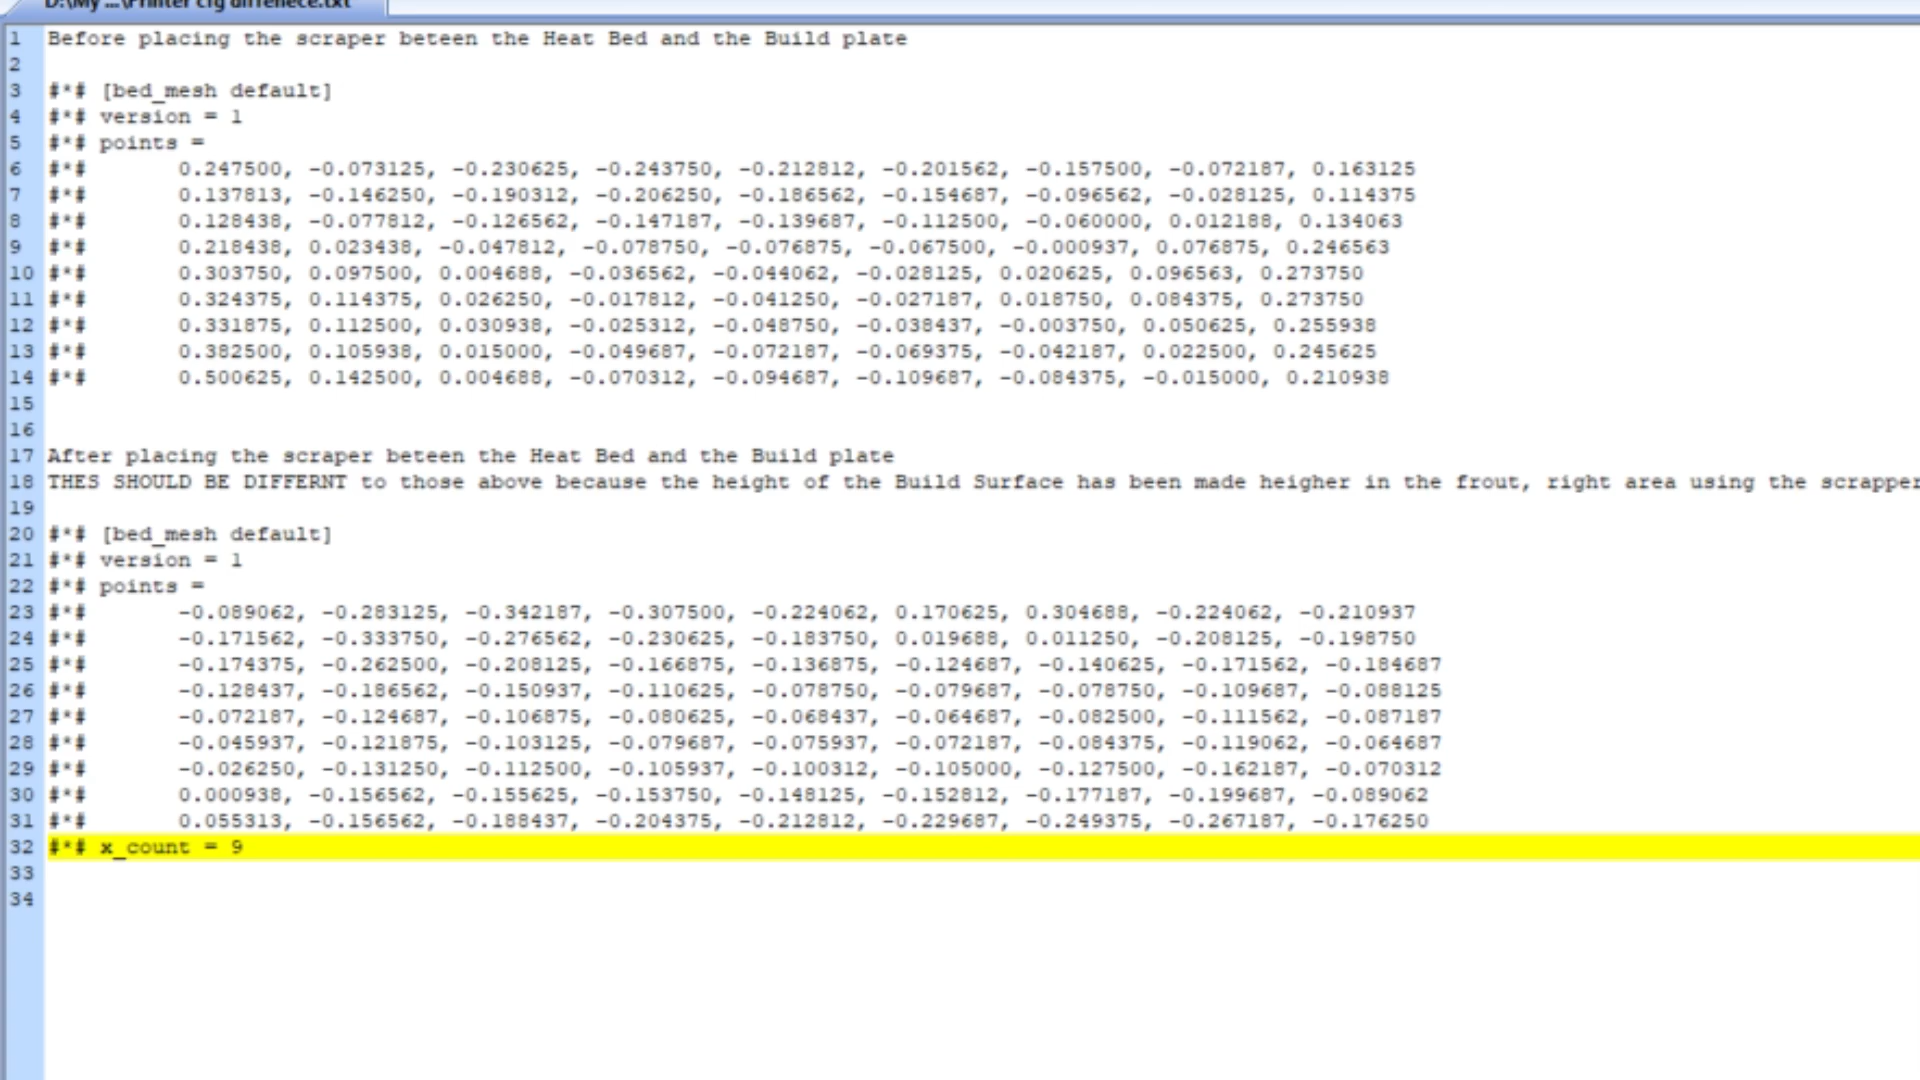 D:\My ...\Printer cfg diffenece.txt
1 Before placing the scraper beteen the Heat Bed and the Build plate
2
3 #*# [bed_mesh default]
4 #*# version = 1
5 #*# points =
6 #*# 0.247500, -0.073125, -0.230625, -0.243750, -0.212812, -0.201562, -0.157500, -0.072187, 0.163125
7 #*# 0.137813, -0.146250, -0.190312, -0.206250, -0.186562, -0.154687, -0.096562, -0.028125, 0.114375
8 #*# 0.128438, -0.077812, -0.126562, -0.147187, -0.139687, -0.112500, -0.060000, 0.012188, 0.134063
9 #*# 0.218438, 0.023438, -0.047812, -0.078750, -0.076875, -0.067500, -0.000937, 0.076875, 0.246563
10 #*# 0.303750, 0.097500, 0.004688, -0.036562, -0.044062, -0.028125, 0.020625, 0.096563, 0.273750
11 #*# 0.324375, 0.114375, 0.026250, -0.017812, -0.041250, -0.027187, 0.018750, 0.084375, 0.273750
12 #*# 0.331875, 0.112500, 0.030938, -0.025312, -0.048750, -0.038437, -0.003750, 0.050625, 0.255938
13 #*# 0.382500, 0.105938, 0.015000, -0.049687, -0.072187, -0.069375, -0.042187, 0.022500, 0.245625
14 #*# 0.500625, 0.142500, 0.004688, -0.070312, -0.094687, -0.109687, -0.084375, -0.015000, 0.210938
15
16
17 After placing the scraper beteen the Heat Bed and the Build plate
18 THES SHOULD BE DIFFERNT to those above because the height of the Build Surface has been made heigher in the frout, right area using the scrapper
19
20 #*# [bed_mesh default]
21 #*# version = 1
22 #*# points =
23 #*# -0.089062, -0.283125, -0.342187, -0.307500, -0.224062, 0.170625, 0.304688, -0.224062, -0.210937
24 #*# -0.171562, -0.333750, -0.276562, -0.230625, -0.183750, 0.019688, 0.011250, -0.208125, -0.198750
25 #*# -0.174375, -0.262500, -0.208125, -0.166875, -0.136875, -0.124687, -0.140625, -0.171562, -0.184687
26 #*# -0.128437, -0.186562, -0.150937, -0.110625, -0.078750, -0.079687, -0.078750, -0.109687, -0.088125
27 #*# -0.072187, -0.124687, -0.106875, -0.080625, -0.068437, -0.064687, -0.082500, -0.111562, -0.087187
28 #*# -0.045937, -0.121875, -0.103125, -0.079687, -0.075937, -0.072187, -0.084375, -0.119062, -0.064687
29 #*# -0.026250, -0.131250, -0.112500, -0.105937, -0.100312, -0.105000, -0.127500, -0.162187, -0.070312
30 #*# 0.000938, -0.156562, -0.155625, -0.153750, -0.148125, -0.152812, -0.177187, -0.199687, -0.089062
31 #*# 0.055313, -0.156562, -0.188437, -0.204375, -0.212812, -0.229687, -0.249375, -0.267187, -0.176250
32 #*# x_count = 9
33
34